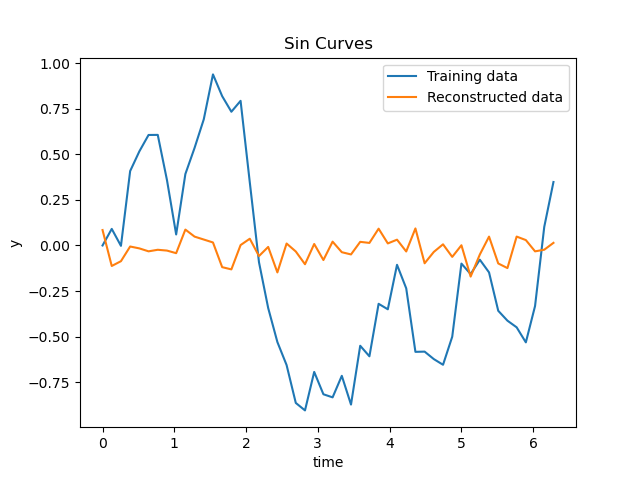 Sin Curves
Training data
Reconstructed data
1.00
0.75
0.50
0.25
0.00
−0.25
−0.50
−0.75
y
0 1 2 3 4 5 6
time